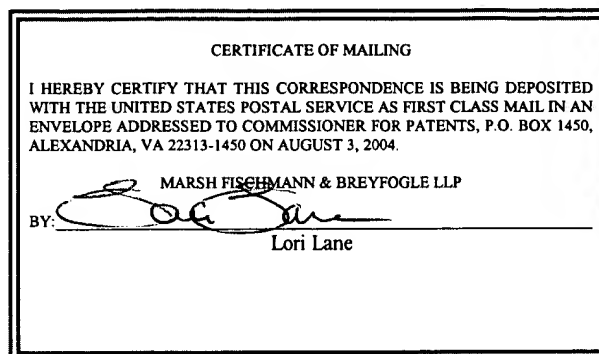 CERTIFICATE OF MAILING
I HEREBY CERTIFY THAT THIS CORRESPONDENCE IS BEING DEPOSITED
WITH THE UNITED STATES POSTAL SERVICE AS FIRST CLASS MAIL IN AN
ENVELOPE ADDRESSED TO COMMISSIONER FOR PATENTS, P.O. BOX 1450,
ALEXANDRIA, VA 22313-1450 ON AUGUST 3, 2004.
MARSH FISCHMANN & BREYFOGLE LLP
BY:
Lori Lane